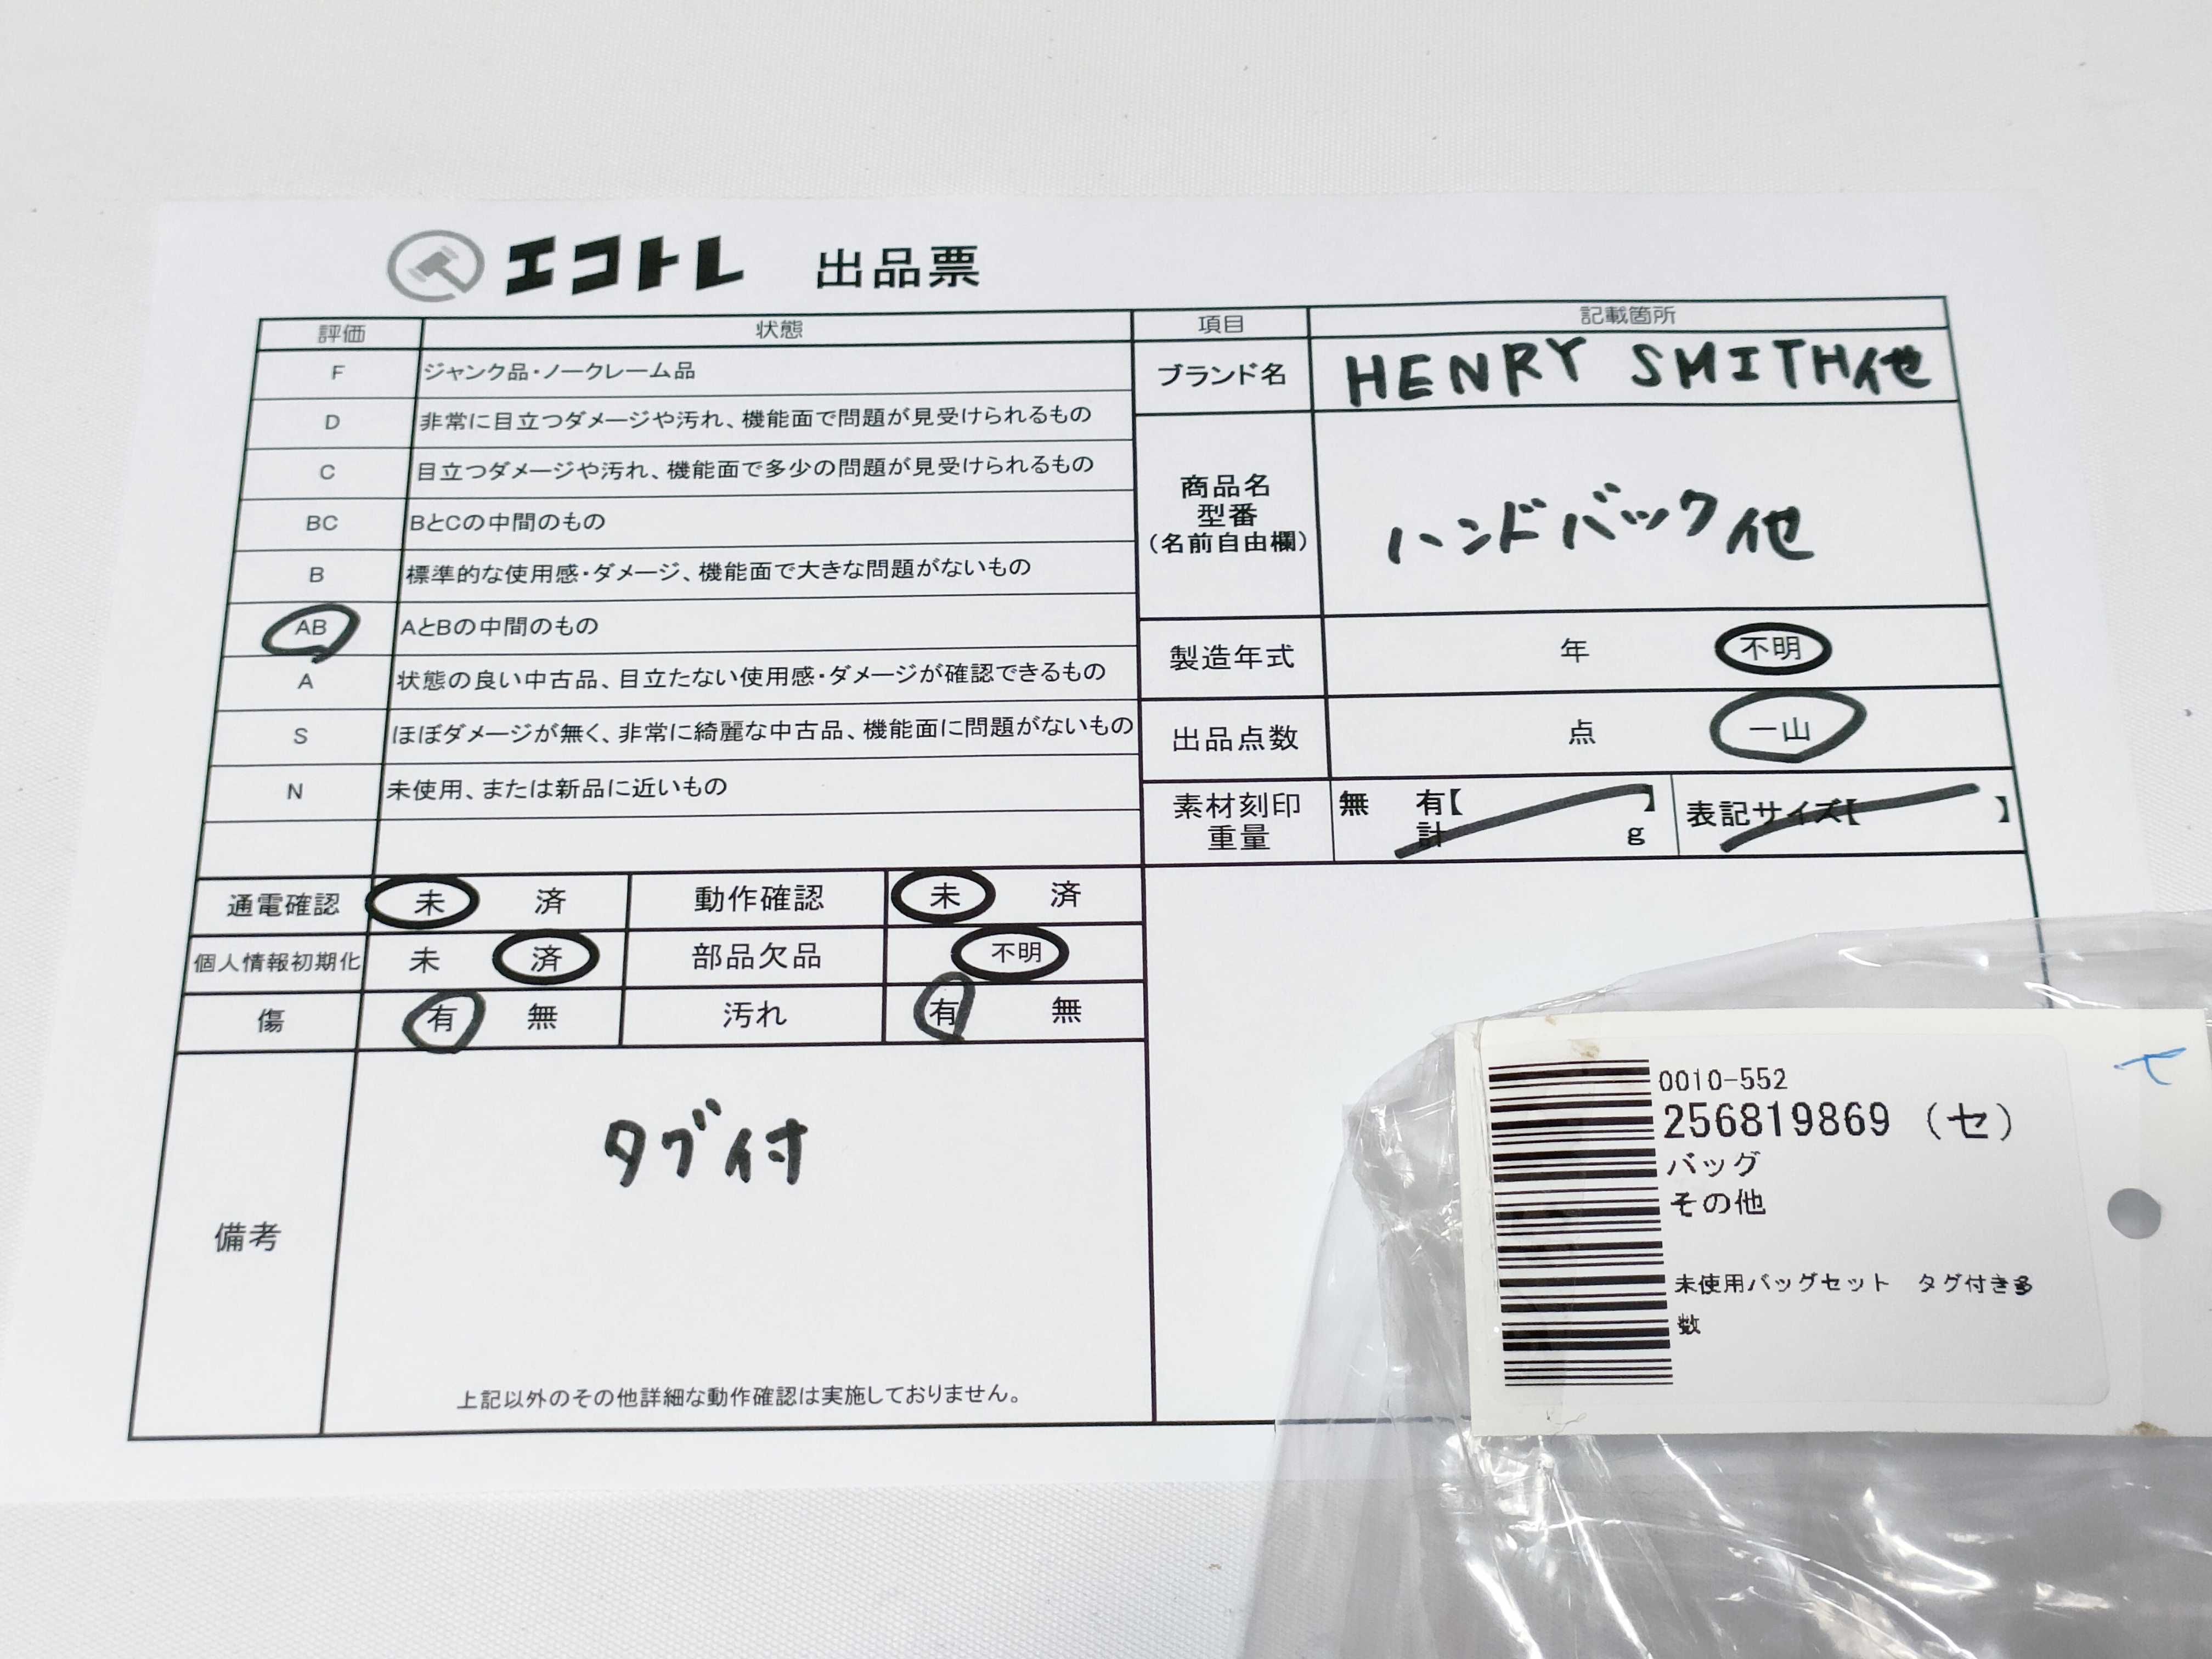 エコトレ 出品票
評価 状態
F ジャンク品・ノークレーム品
D 非常に目立つダメージや汚れ、機能面で問題が見受けられるもの
C 目立つダメージや汚れ、機能面で多少の問題が見受けられるもの
BC BとCの中間のもの
B 標準的な使用感・ダメージ、機能面で大きな問題がないもの
AB AとBの中間のもの
A 状態の良い中古品、目立たない使用感・ダメージが確認できるもの
S ほぼダメージが無く、非常に綺麗な中古品、機能面に問題がないもの
N 未使用、または新品に近いもの
項目 記載箇所
ブランド名 HENRY SMITH他
商品名
型番
(名前自由欄)
ハンドバック他
製造年式 年 不明
出品点数 点 一山
素材刻印
重量
無 有【 】
計 g
表記サイズ【 】
通電確認 未 済 動作確認 未 済
個人情報初期化 未 済 部品欠品 不明
傷 有 無 汚れ 有 無
備考
タグ付
上記以外のその他詳細な動作確認は実施しておりません。
0010-552
256819869 (セ)
バッグ
その他
未使用バッグセット タグ付き多
数